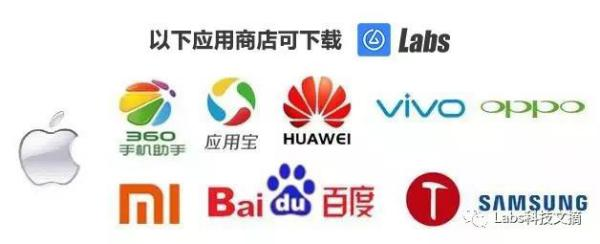 以下应用商店可下载 Labs
360
手机助手
应用宝
HUAWEI
vivo
oppo
MI
Bai du 百度
T
SAMSUNG
Labs科技文摘